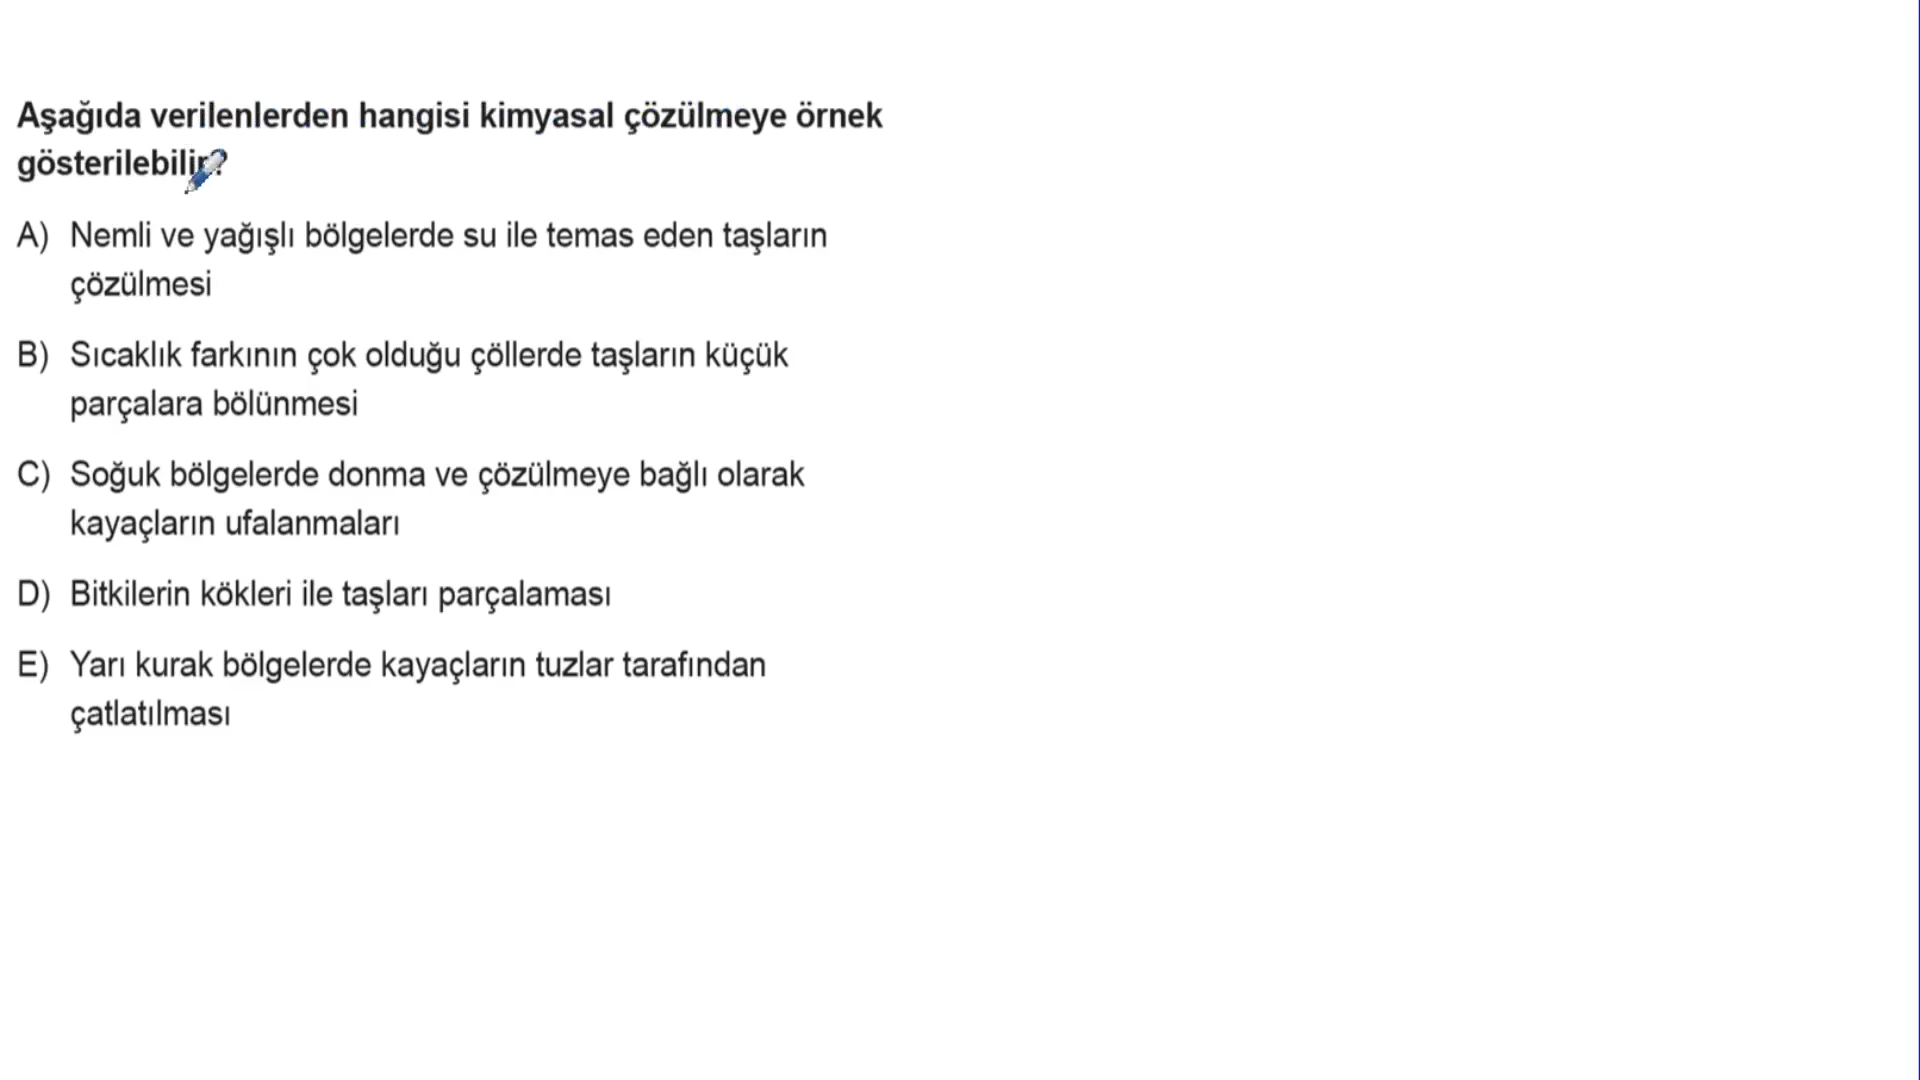 Aşağıda verilenlerden hangisi kimyasal çözülmeye örnek
gösterilebilir?
A) Nemli ve yağışlı bölgelerde su ile temas eden taşların
çözülmesi
B) Sıcaklık farkının çok olduğu çöllerde taşların küçük
parçalara bölünmesi
C) Soğuk bölgelerde donma ve çözülmeye bağlı olarak
kayaçların ufalanmaları
D) Bitkilerin kökleri ile taşları parçalaması
E) Yarı kurak bölgelerde kayaçların tuzlar tarafından
çatlatılması